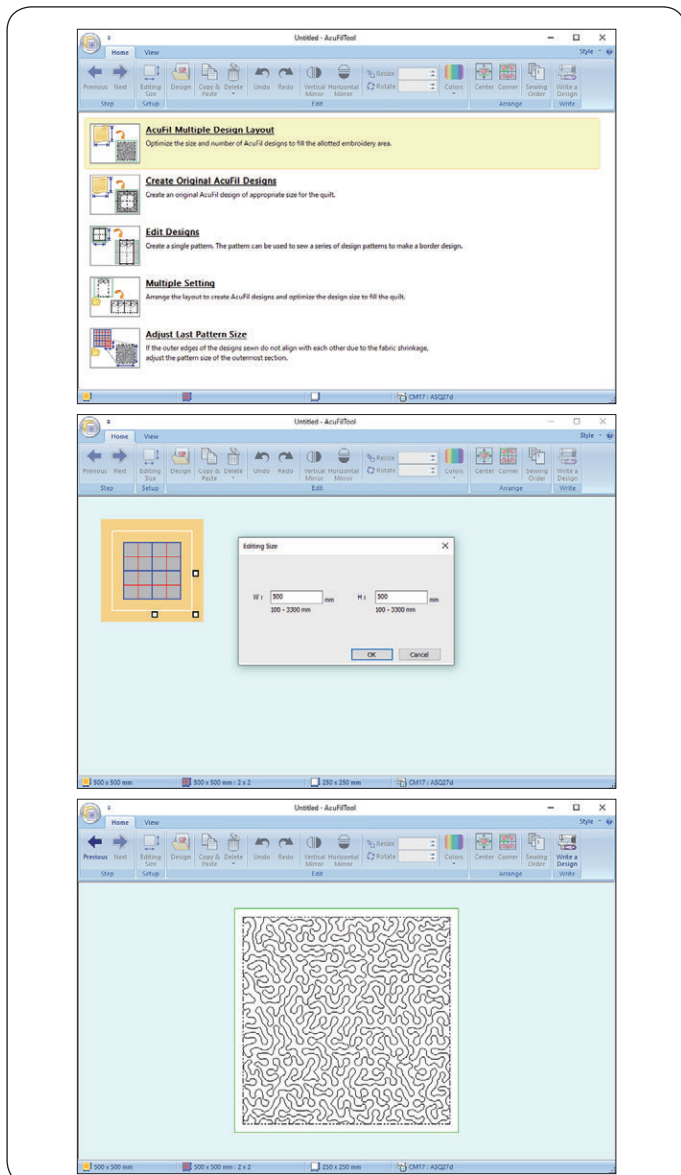 Untitled - AcuFilTool
Home View Style
Previous Next Editing Size Design Copy & Paste Delete Undo Redo Vertical Mirror Horizontal Mirror Resize Rotate Colors Center Corner Sewing Order Write a Design
Step Setup Edit Arrange Write
AcuFil Multiple Design Layout
Optimize the size and number of AcuFil designs to fill the allotted embroidery area.
Create Original AcuFil Designs
Create an original AcuFil design of appropriate size for the quilt.
Edit Designs
Create a single pattern. The pattern can be used to sew a series of design patterns to make a border design.
Multiple Setting
Arrange the layout to create AcuFil designs and optimize the design size to fill the quilt.
Adjust Last Pattern Size
If the outer edges of the designs sewn do not align with each other due to the fabric shrinkage,
adjust the pattern size of the outermost section.
CM17 : ASQ27d
Untitled - AcuFilTool
Home View Style
Previous Next Editing Size Design Copy & Paste Delete Undo Redo Vertical Mirror Horizontal Mirror Resize Rotate Colors Center Corner Sewing Order Write a Design
Step Setup Edit Arrange Write
Editing Size
W : 500 mm H : 500 mm
100 - 3300 mm 100 - 3300 mm
OK Cancel
500 x 500 mm 500 x 500 mm : 2 x 2 250 x 250 mm CM17 : ASQ27d
Untitled - AcuFilTool
Home View Style
Previous Next Editing Size Design Copy & Paste Delete Undo Redo Vertical Mirror Horizontal Mirror Resize Rotate Colors Center Corner Sewing Order Write a Design
Step Setup Edit Arrange Write
500 x 500 mm 500 x 500 mm : 2 x 2 250 x 250 mm CM17 : ASQ27d